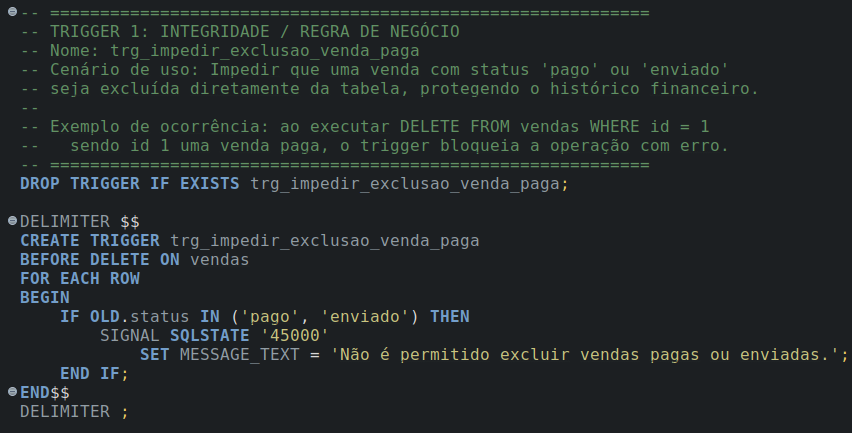 -- ============================================================
-- TRIGGER 1: INTEGRIDADE / REGRA DE NEGÓCIO
-- Nome: trg_impedir_exclusao_venda_paga
-- Cenário de uso: Impedir que uma venda com status 'pago' ou 'enviado'
-- seja excluída diretamente da tabela, protegendo o histórico financeiro.
--
-- Exemplo de ocorrência: ao executar DELETE FROM vendas WHERE id = 1
--   sendo id 1 uma venda paga, o trigger bloqueia a operação com erro.
-- ============================================================
DROP TRIGGER IF EXISTS trg_impedir_exclusao_venda_paga;

DELIMITER $$
CREATE TRIGGER trg_impedir_exclusao_venda_paga
BEFORE DELETE ON vendas
FOR EACH ROW
BEGIN
    IF OLD.status IN ('pago', 'enviado') THEN
        SIGNAL SQLSTATE '45000'
            SET MESSAGE_TEXT = 'Não é permitido excluir vendas pagas ou enviadas.';
    END IF;
END$$
DELIMITER ;